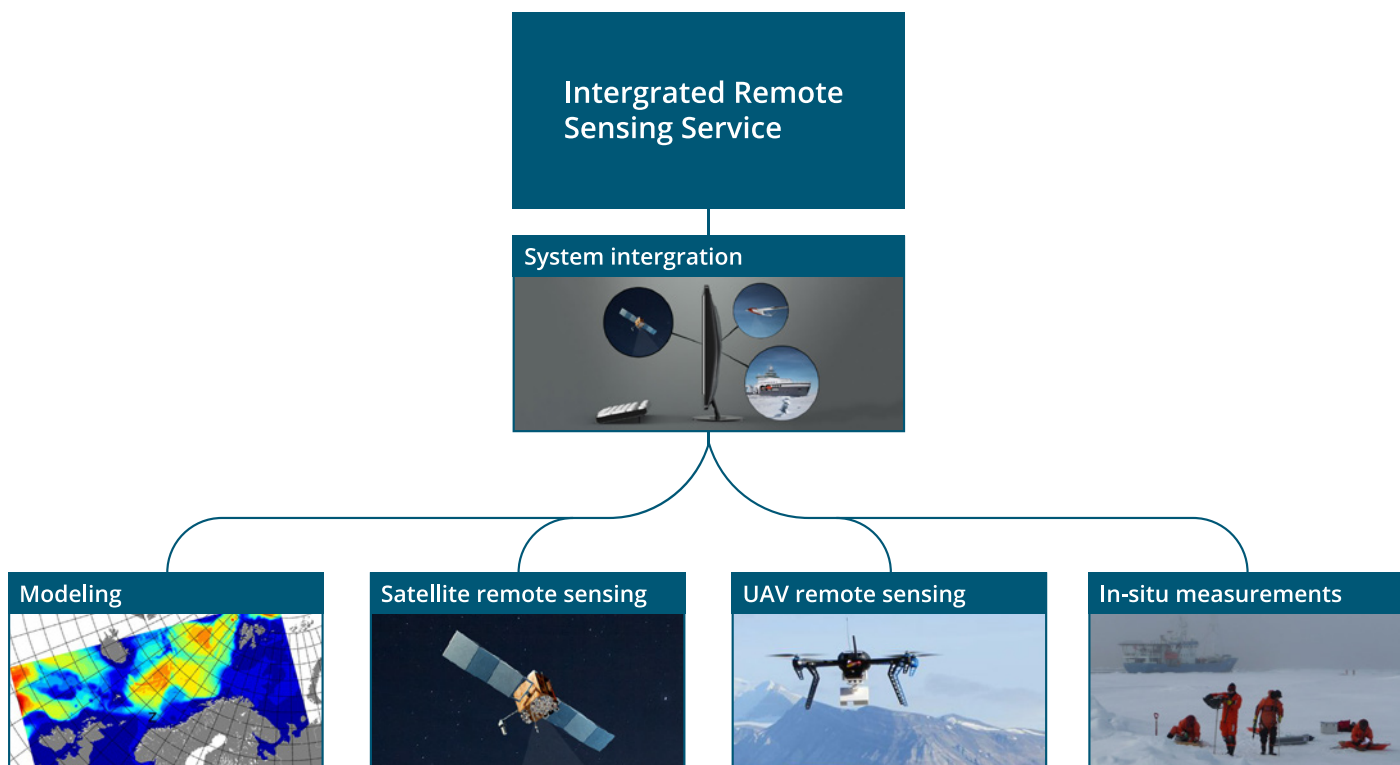 Intergrated Remote
Sensing Service
System intergration
Modeling
Satellite remote sensing
UAV remote sensing
In-situ measurements